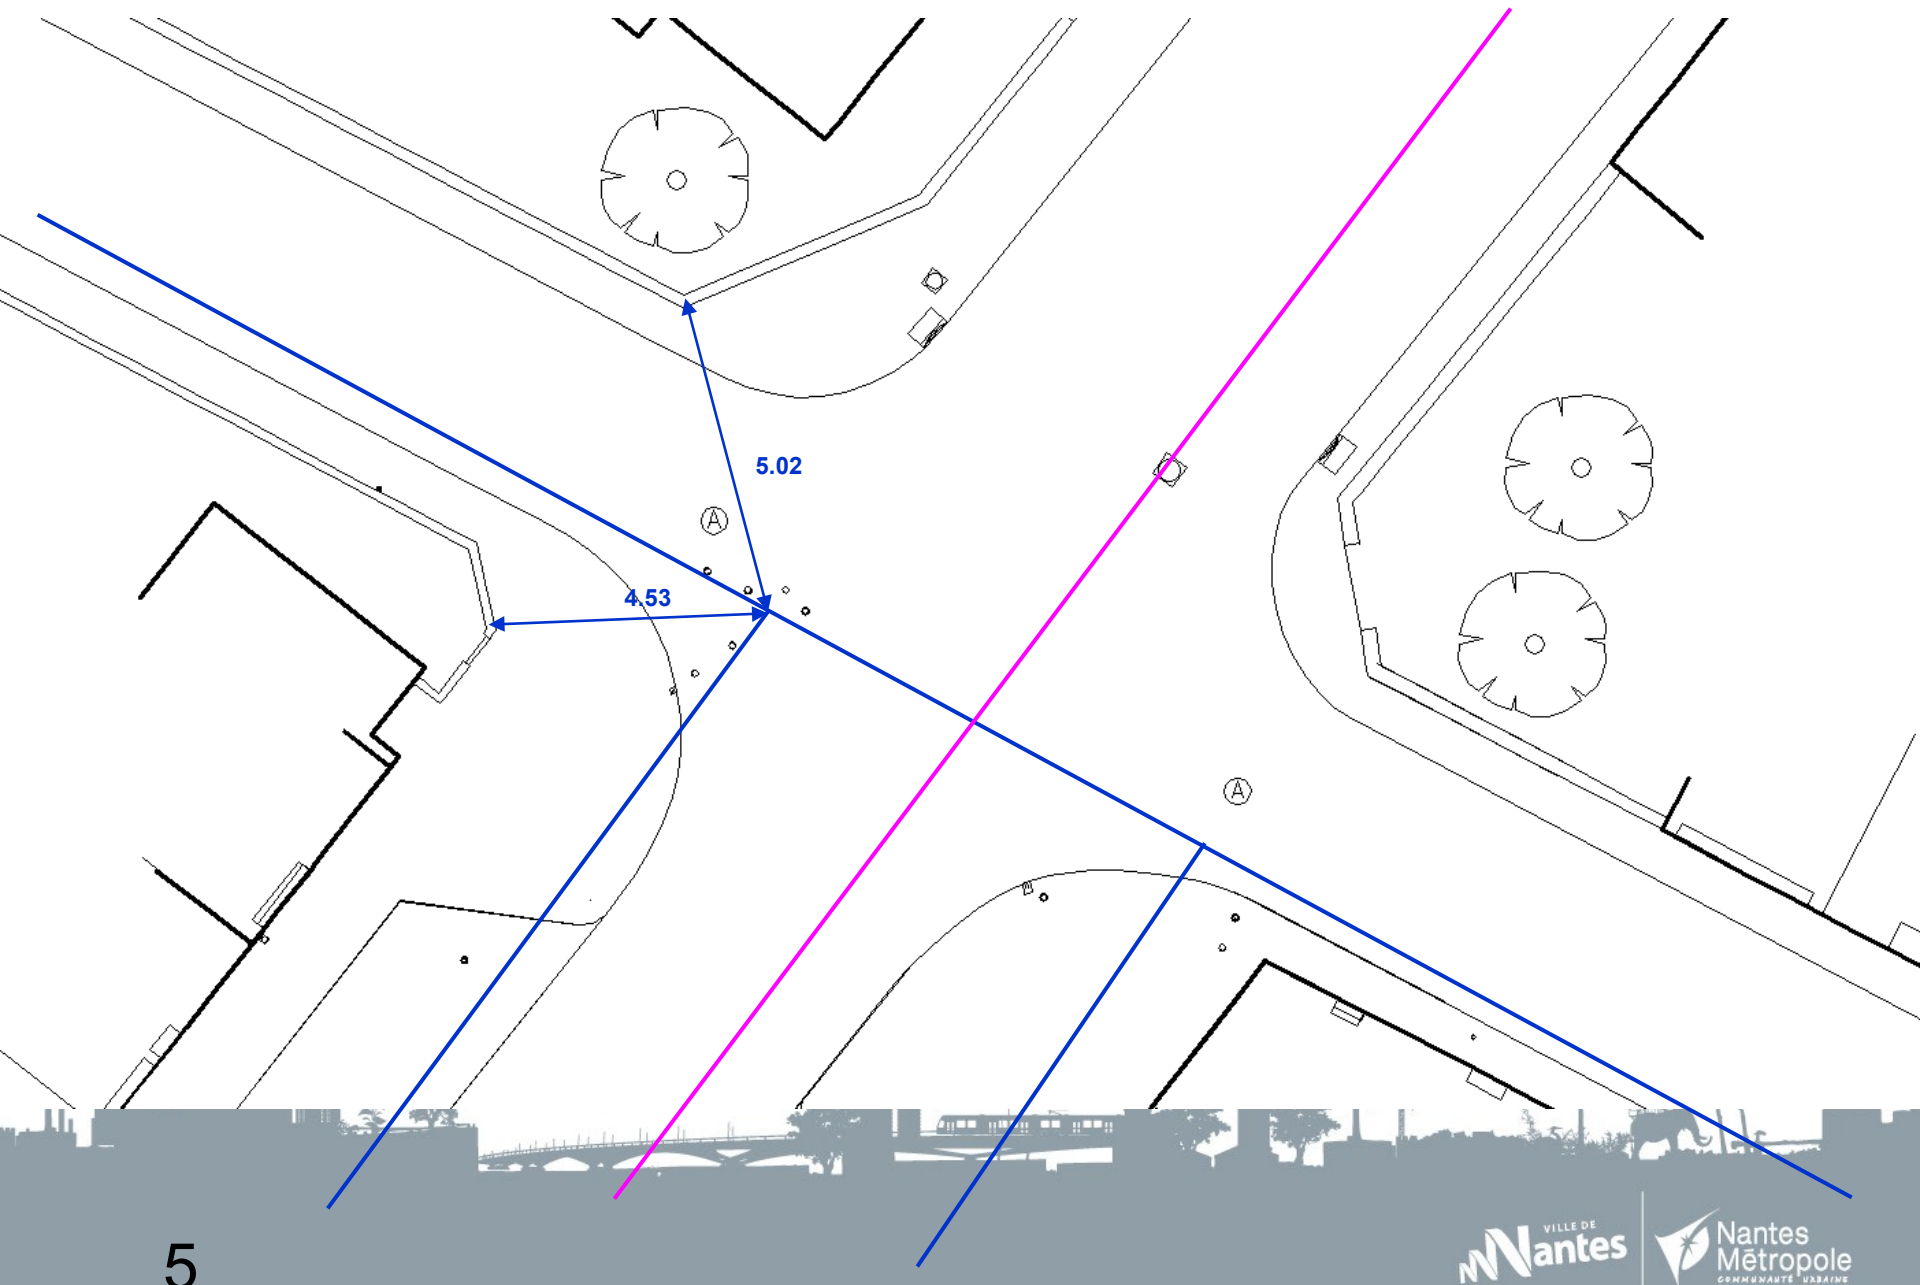 5.02
A
4.53
A
5
VILLE DE
Nantes
Nantes
Métropole
COMMUNAUTÉ URBAINE